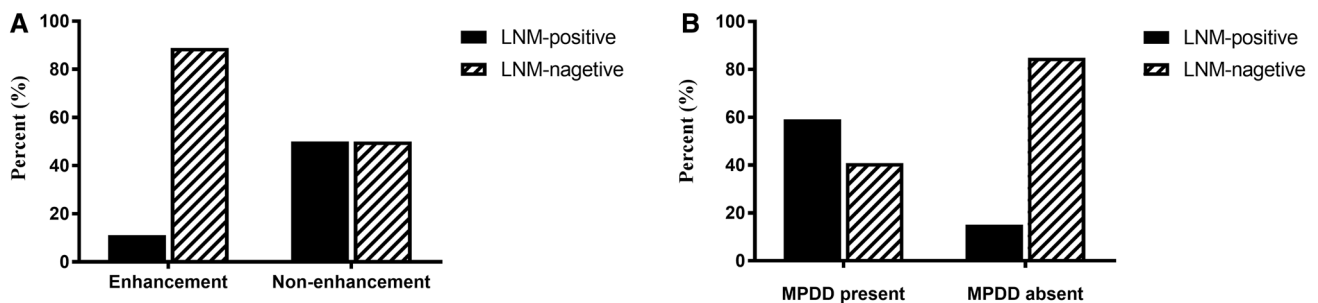 A
Percent (%)
100
80
60
40
20
0
Enhancement
Non-enhancement
LNM-positive
LNM-nagetive
B
Percent (%)
100
80
60
40
20
0
MPDD present
MPDD absent
LNM-positive
LNM-nagetive